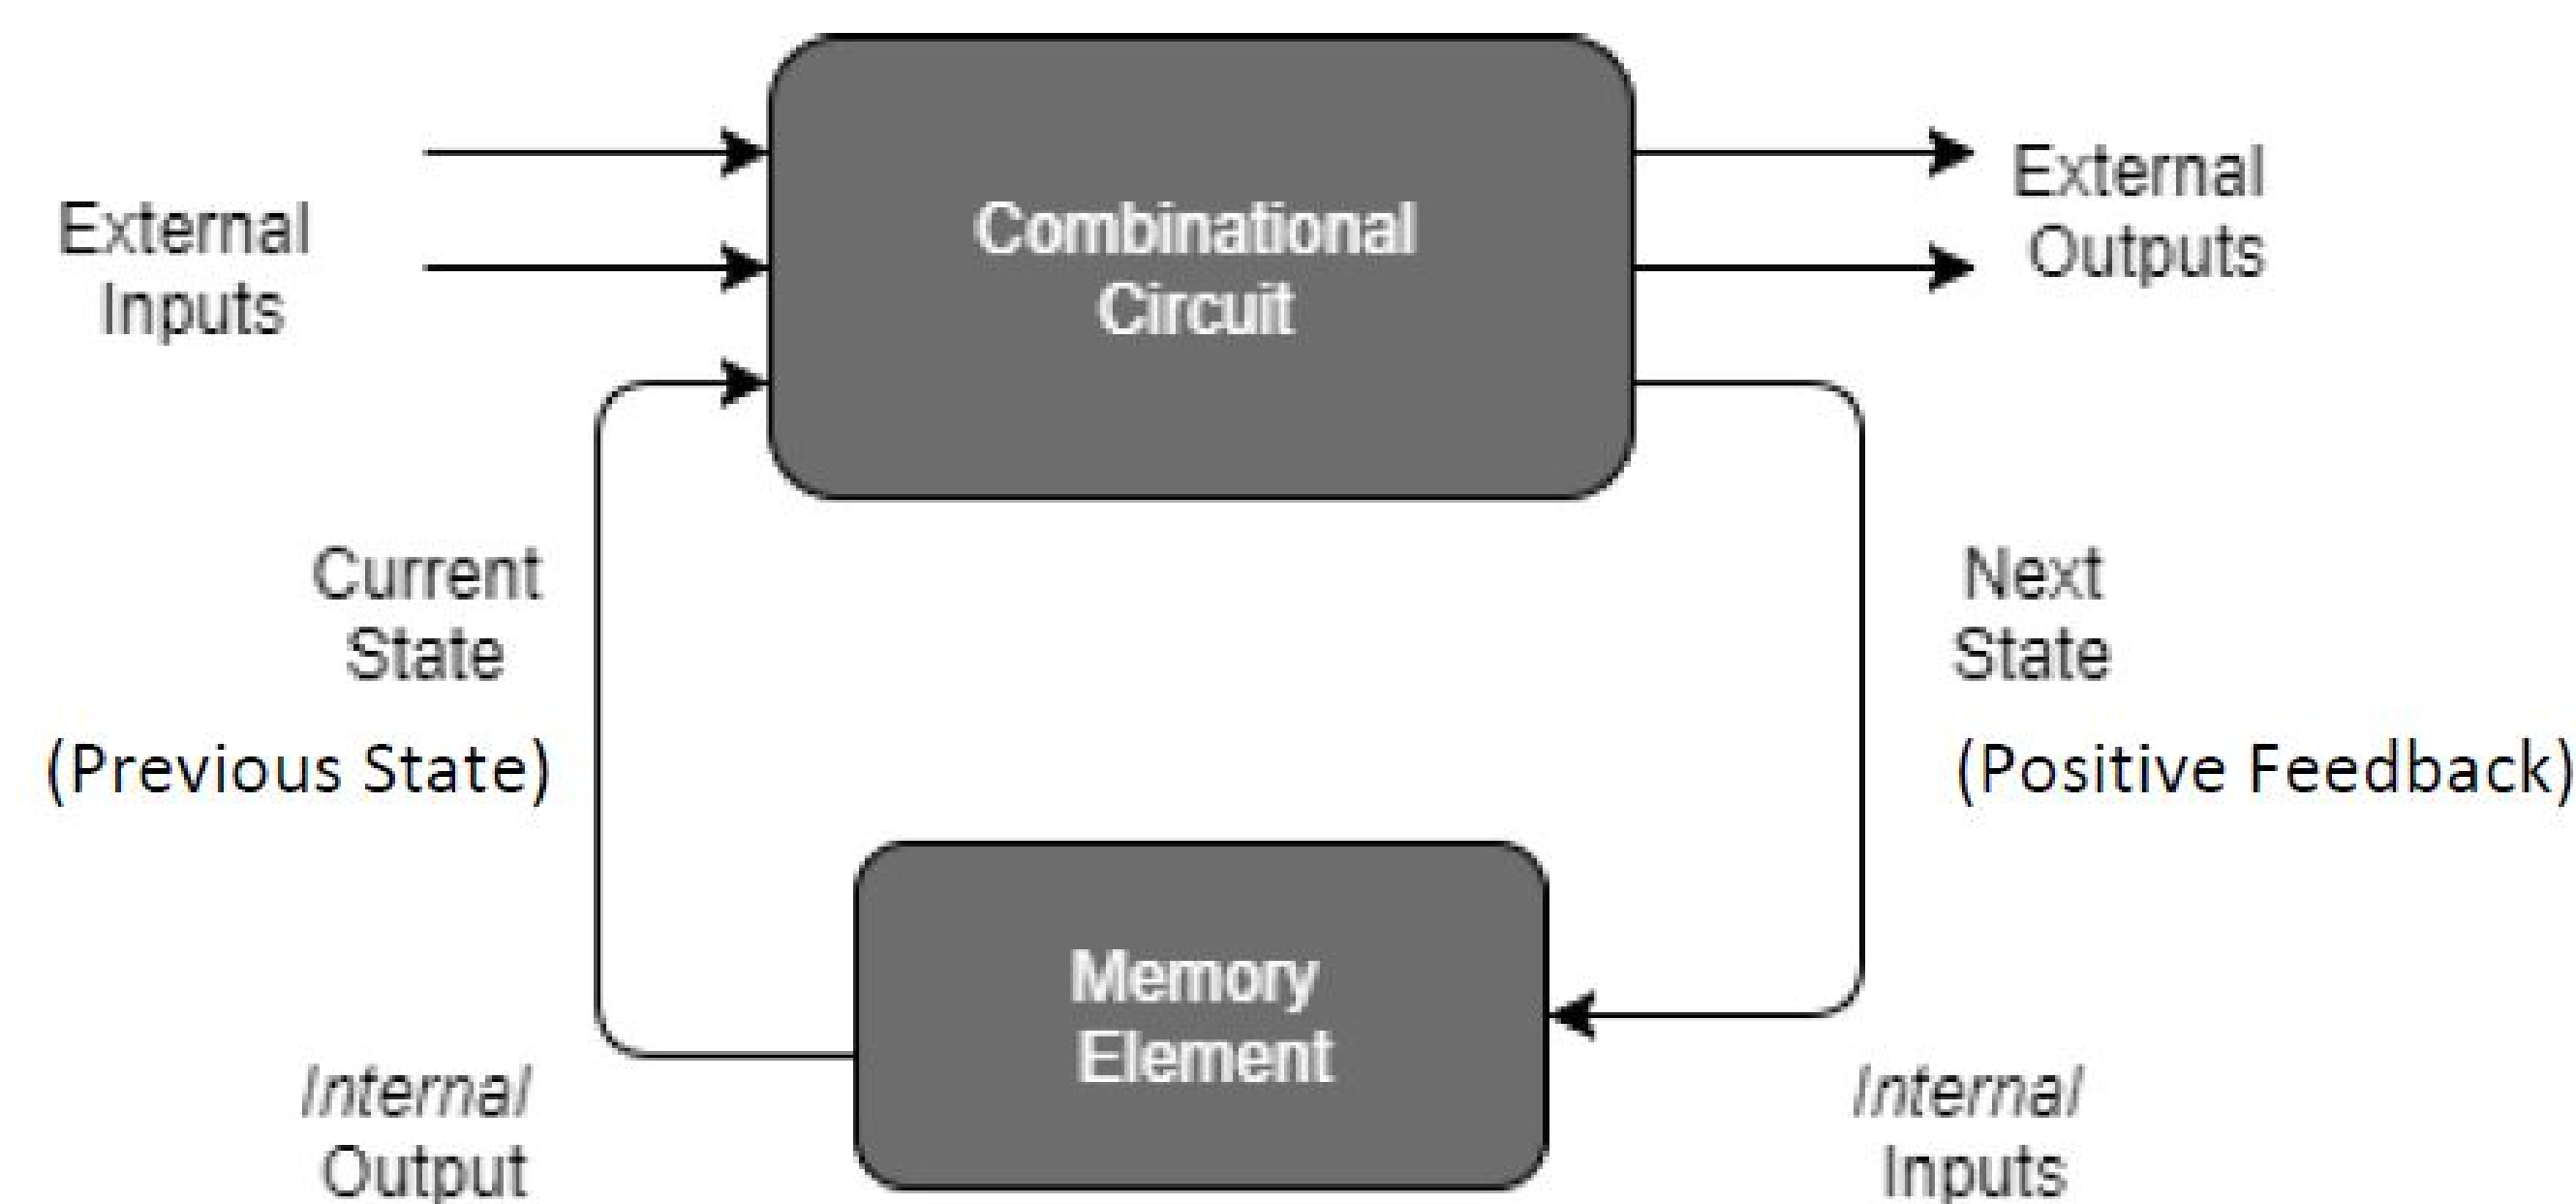 External
Inputs
Combinational
Circuit
External
Outputs
Current
State
(Previous State)
Next
State
(Positive Feedback)
Memory
Element
Internal
Output
Internal
Inputs